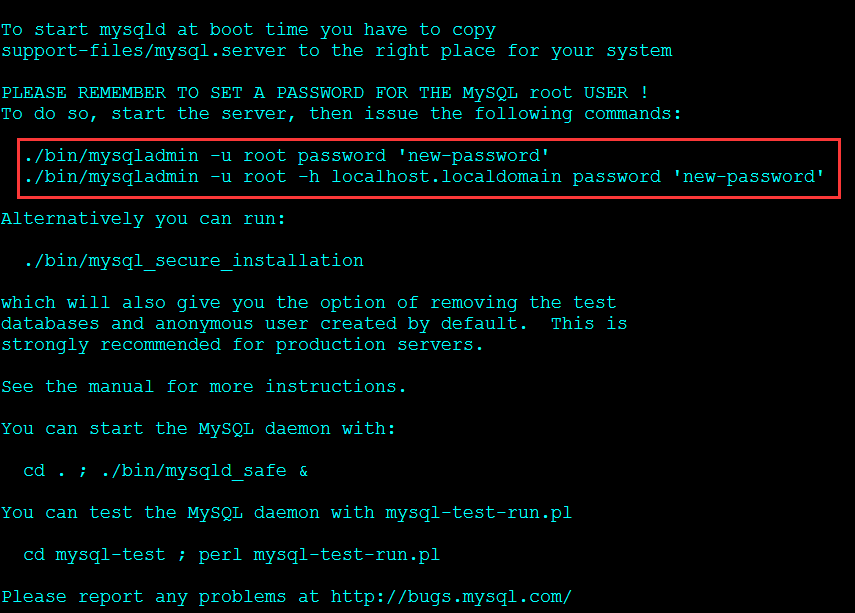 To start mysqld at boot time you have to copy
support-files/mysql.server to the right place for your system
PLEASE REMEMBER TO SET A PASSWORD FOR THE MySQL root USER !
To do so, start the server, then issue the following commands:
./bin/mysqladmin -u root password 'new-password'
./bin/mysqladmin -u root -h localhost.localdomain password 'new-password'
Alternatively you can run:
./bin/mysql_secure_installation
which will also give you the option of removing the test
databases and anonymous user created by default.  This is
strongly recommended for production servers.
See the manual for more instructions.
You can start the MySQL daemon with:
cd . ; ./bin/mysqld_safe &
You can test the MySQL daemon with mysql-test-run.pl
cd mysql-test ; perl mysql-test-run.pl
Please report any problems at http://bugs.mysql.com/